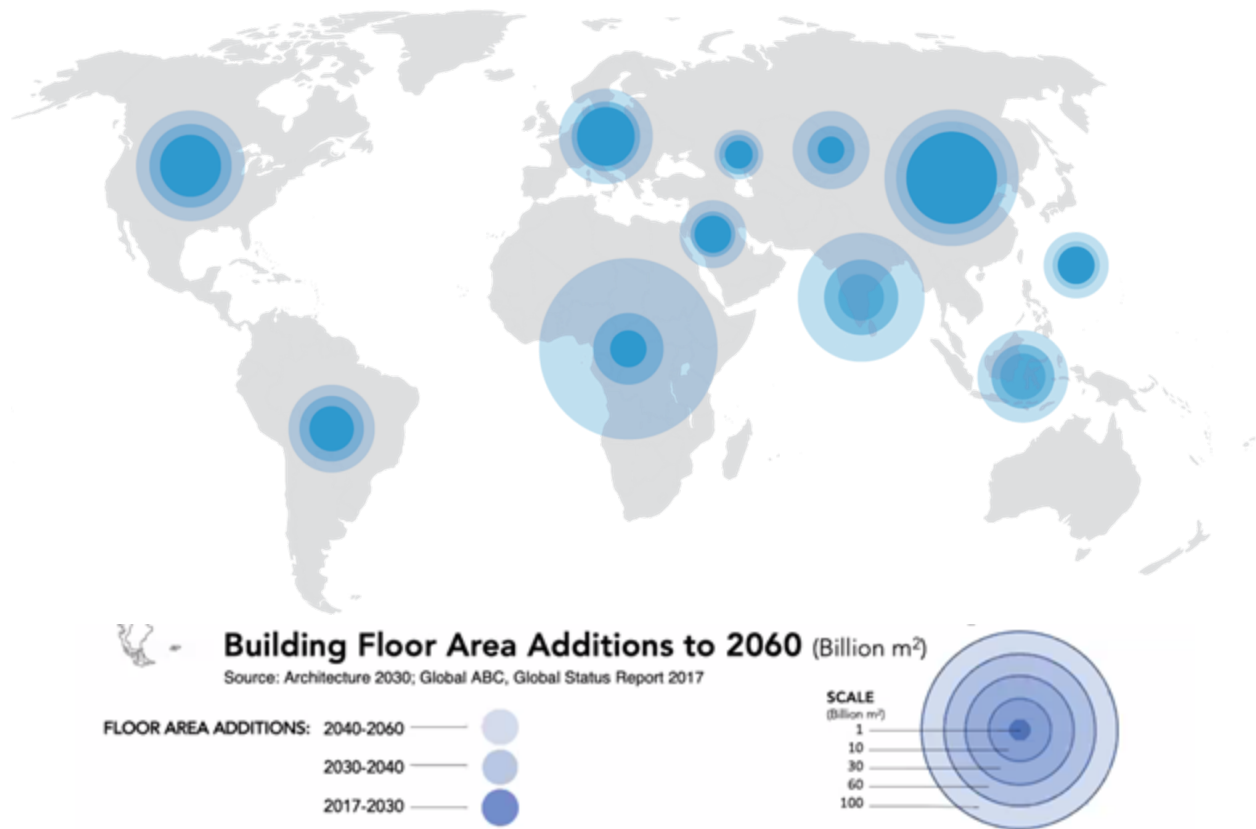 Building Floor Area Additions to 2060 (Billion m²)
Source: Architecture 2030; Global ABC, Global Status Report 2017
FLOOR AREA ADDITIONS: 2040-2060
2030-2040
2017-2030
SCALE
(Billion m²)
1
10
30
60
100